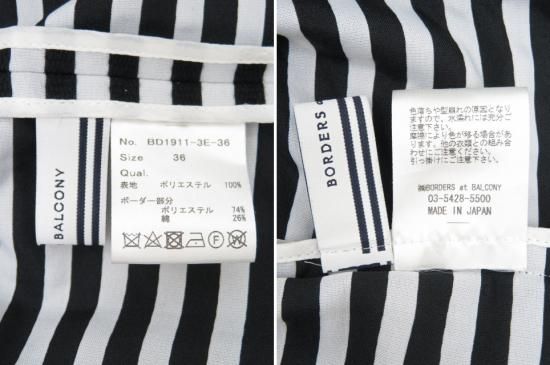 BALCONY
No. BD1911-3E-36
Size 36
Qual.
表地 ポリエステル 100%
ボーダー部分
ポリエステル 74%
綿 26%
BORDERS
色落ちや型崩れの原因となり
ますので、水濡れには充分ご
注意下さい。
摩擦により色が移る場合があ
ります。他の衣類との組み合
わせにご注意下さい。
引っ掛けにご注意下さい。
㈱BORDERS at BALCONY
03-5428-5500
MADE IN JAPAN